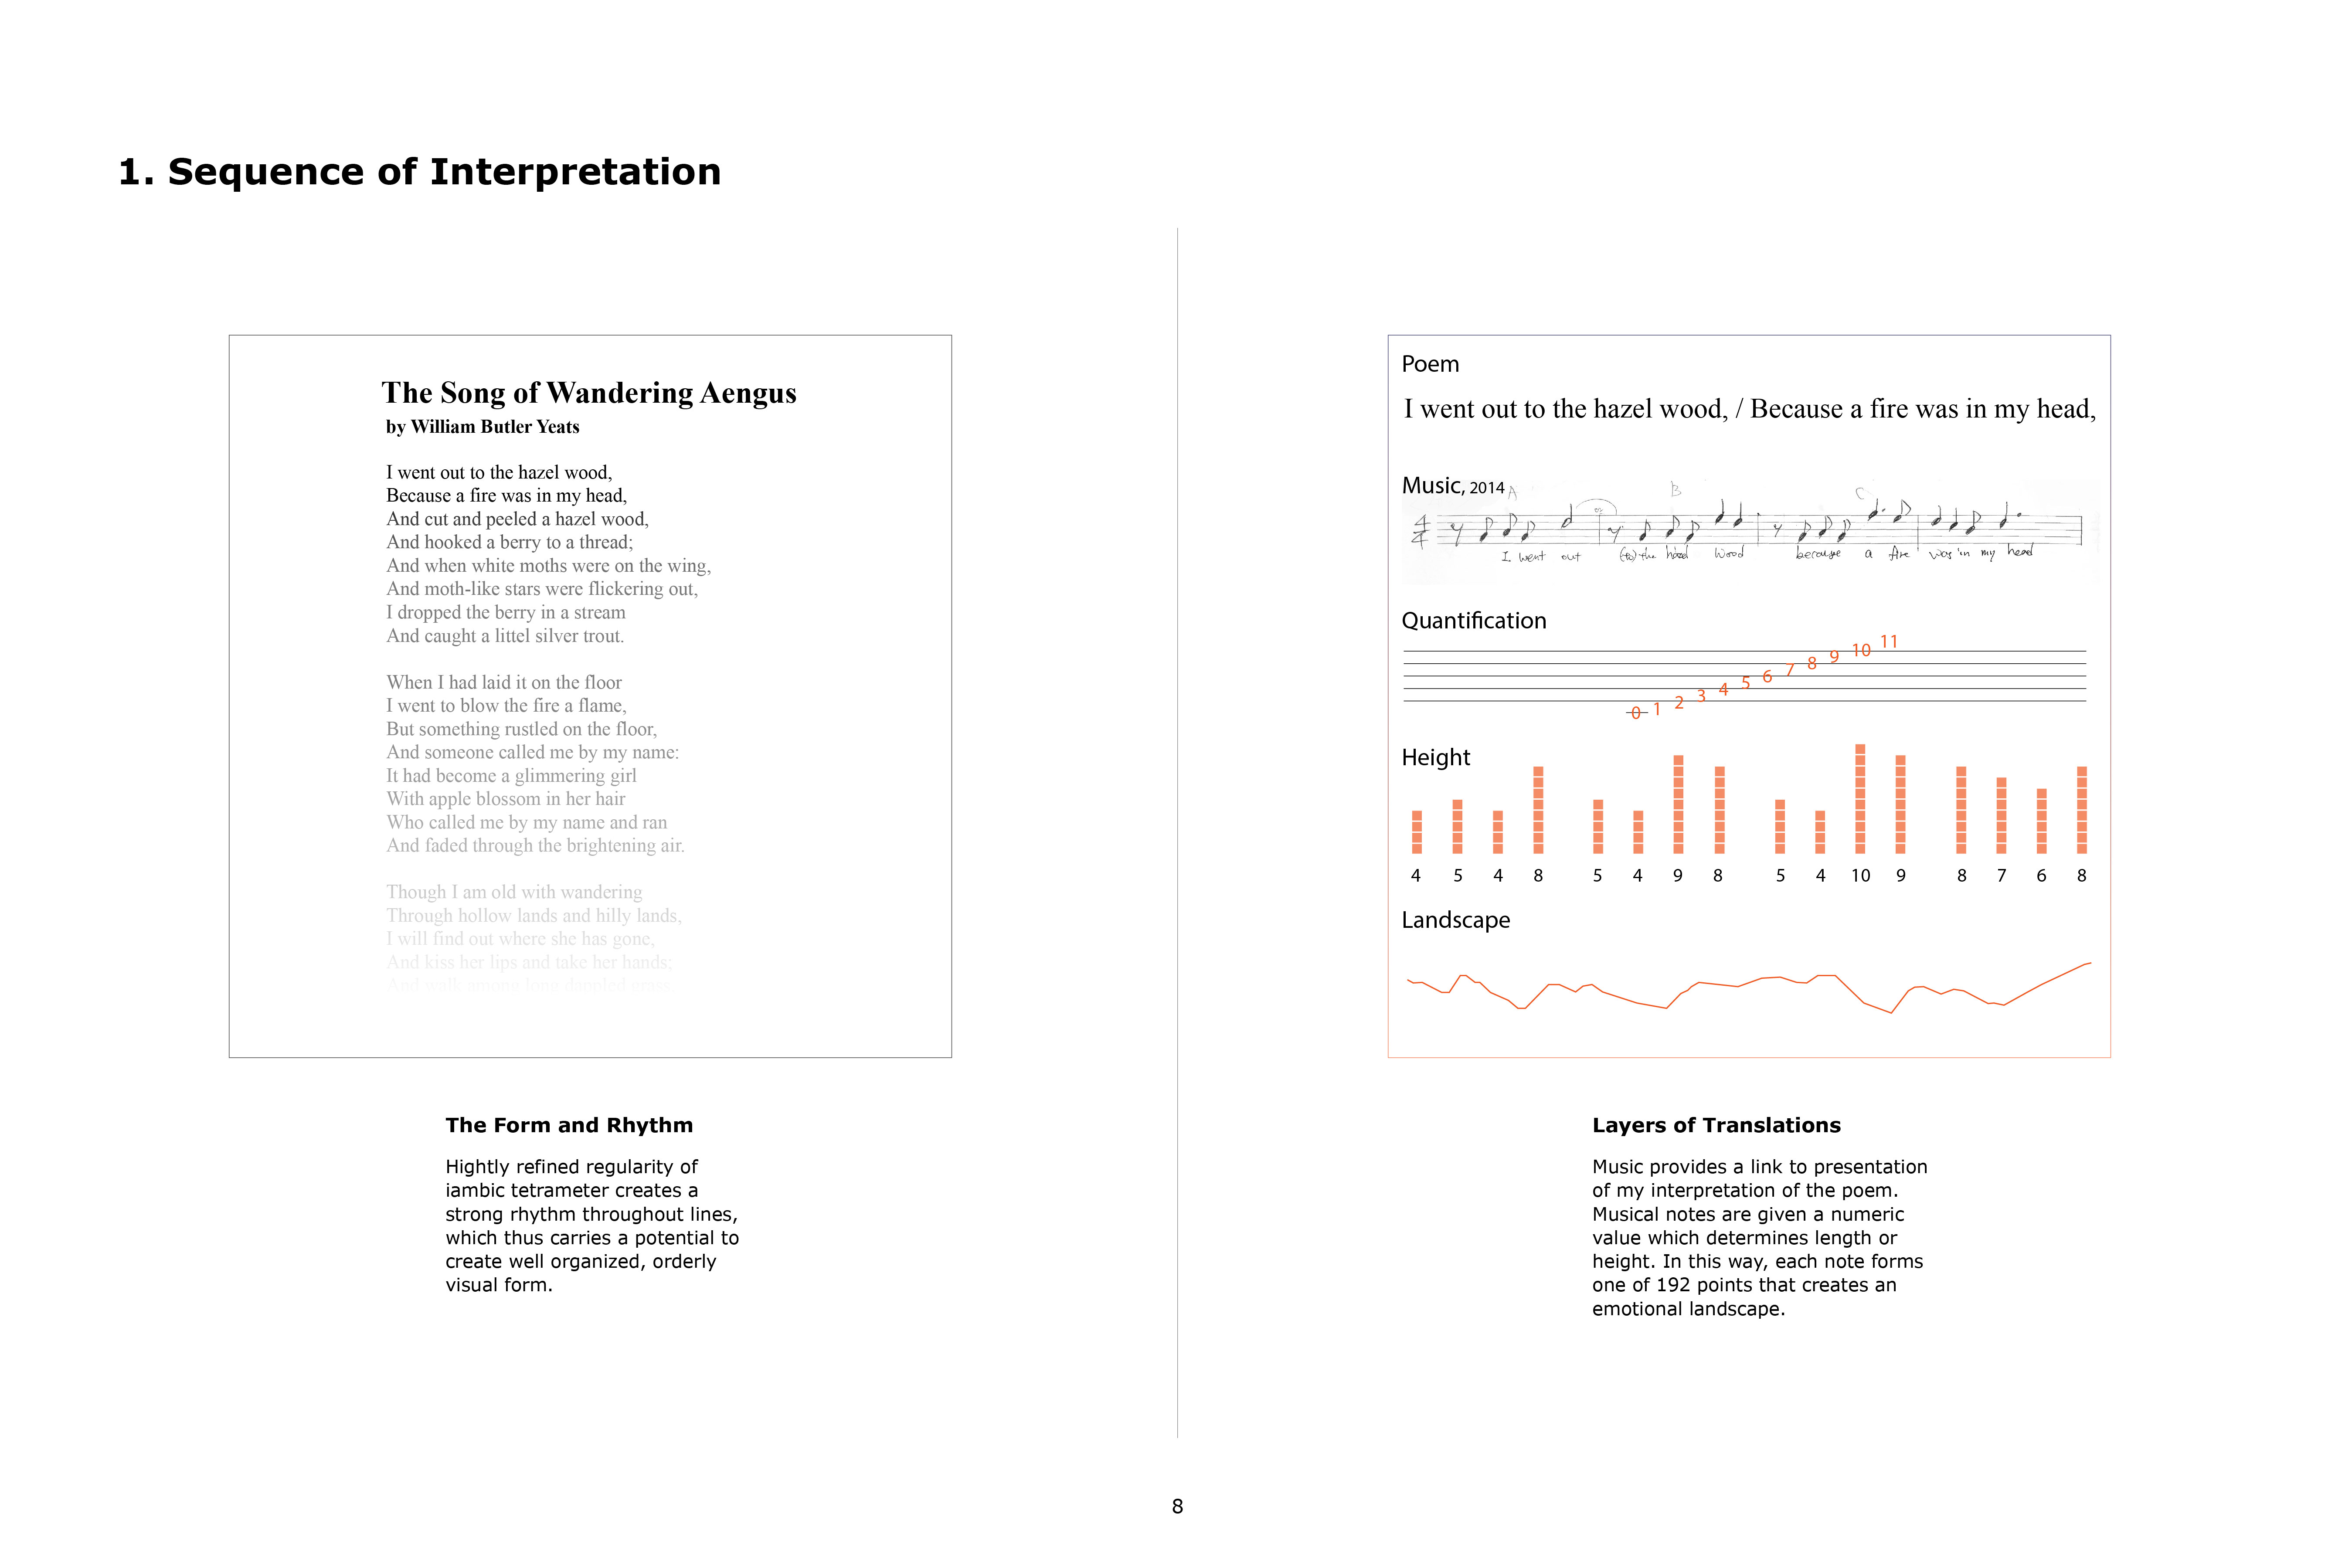 1. Sequence of Interpretation
The Song of Wandering Aengus
by William Butler Yeats
I went out to the hazel wood,
Because a fire was in my head,
And cut and peeled a hazel wood,
And hooked a berry to a thread;
And when white moths were on the wing,
And moth-like stars were flickering out,
I dropped the berry in a stream
And caught a littel silver trout.
When I had laid it on the floor
I went to blow the fire a flame,
But something rustled on the floor,
And someone called me by my name:
It had become a glimmering girl
With apple blossom in her hair
Who called me by my name and ran
And faded through the brightening air.
Though I am old with wandering
Through hollow lands and hilly lands,
I will find out where she has gone,
And kiss her lips and take her hands;
And walk among long dappled grass
The Form and Rhythm
Hightly refined regularity of
iambic tetrameter creates a
strong rhythm throughout lines,
which thus carries a potential to
create well organized, orderly
visual form.
Poem
I went out to the hazel wood, / Because a fire was in my head,
Music, 2014
A B C
4
4
I went out (to) the wood because a fire was in my head
Quantification
0 1 2 3 4 5 6 7 8 9 10 11
Height
4 5 4 8 5 4 9 8 5 4 10 9 8 7 6 8
Landscape
Layers of Translations
Music provides a link to presentation
of my interpretation of the poem.
Musical notes are given a numeric
value which determines length or
height. In this way, each note forms
one of 192 points that creates an
emotional landscape.
8